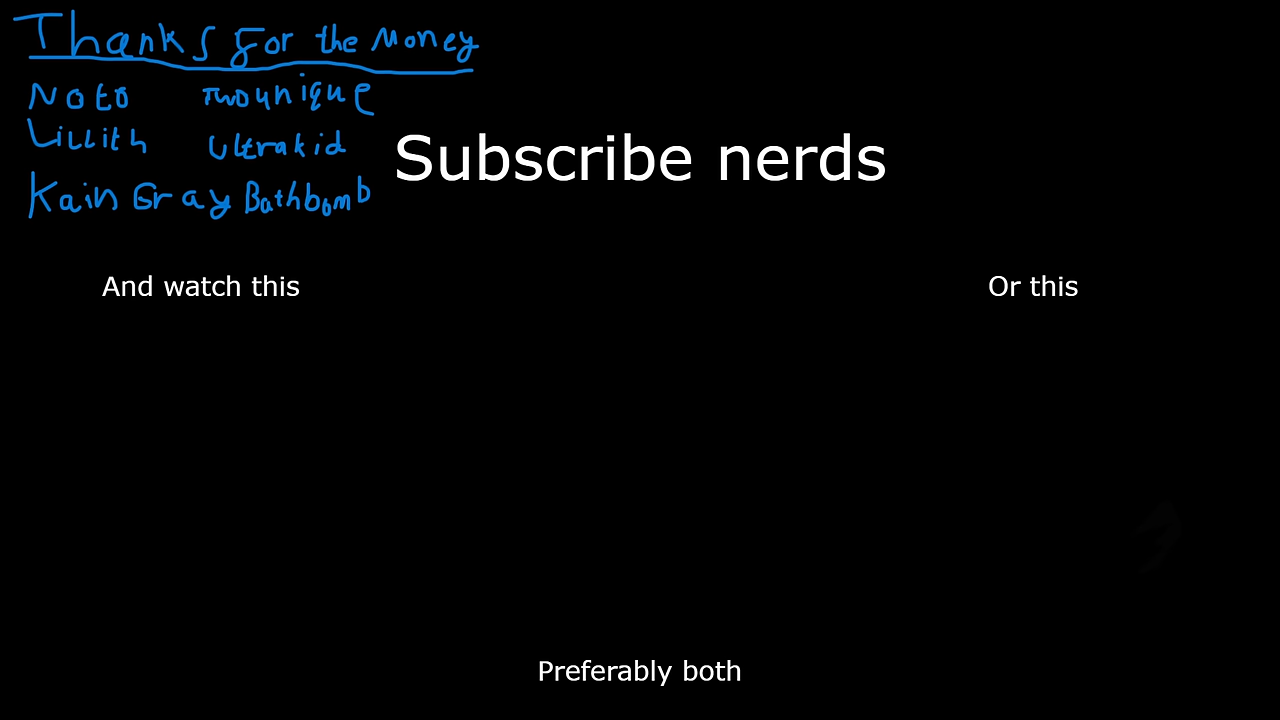 Thanks for the Money
Noto Twounique
Lillith Ultrakid
Kain Gray Bathbomb
Subscribe nerds
And watch this
Or this
Preferably both